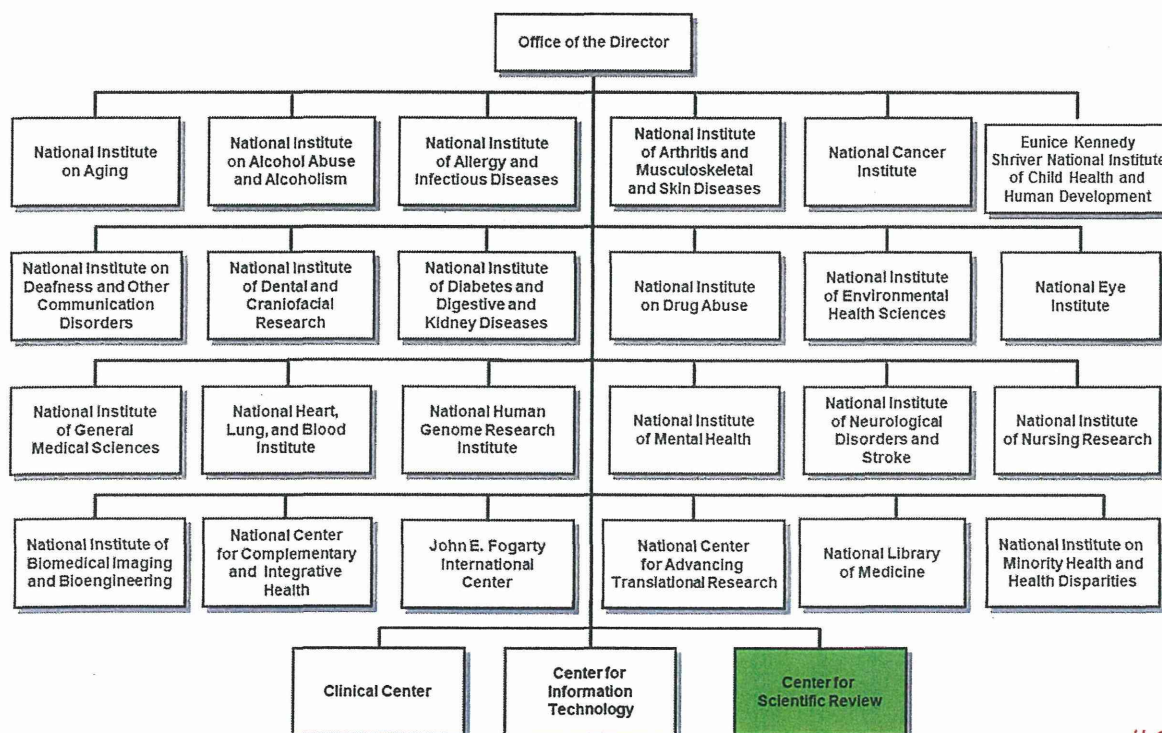 Office of the Director
National Institute
on Aging
National Institute
on Alcohol Abuse
and Alcoholism
National Institute
of Allergy and
Infectious Diseases
National Institute
of Arthritis and
Musculoskeletal
and Skin Diseases
National Cancer
Institute
Eunice Kennedy
Shriver National Institute
of Child Health and
Human Development
National Institute on
Deafness and Other
Communication
Disorders
National Institute
of Dental and
Craniofacial
Research
National Institute
of Diabetes and
Digestive and
Kidney Diseases
National Institute
on Drug Abuse
National Institute
of Environmental
Health Sciences
National Eye
Institute
National Institute
of General
Medical Sciences
National Heart,
Lung, and Blood
Institute
National Human
Genome Research
Institute
National Institute
of Mental Health
National Institute
of Neurological
Disorders and
Stroke
National Institute
of Nursing Research
National Institute of
Biomedical Imaging
and Bioengineering
National Center
for Complementary
and Integrative
Health
John E. Fogarty
International
Center
National Center
for Advancing
Translational Research
National Library
of Medicine
National Institute on
Minority Health and
Health Disparities
Clinical Center
Center for
Information
Technology
Center for
Scientific Review